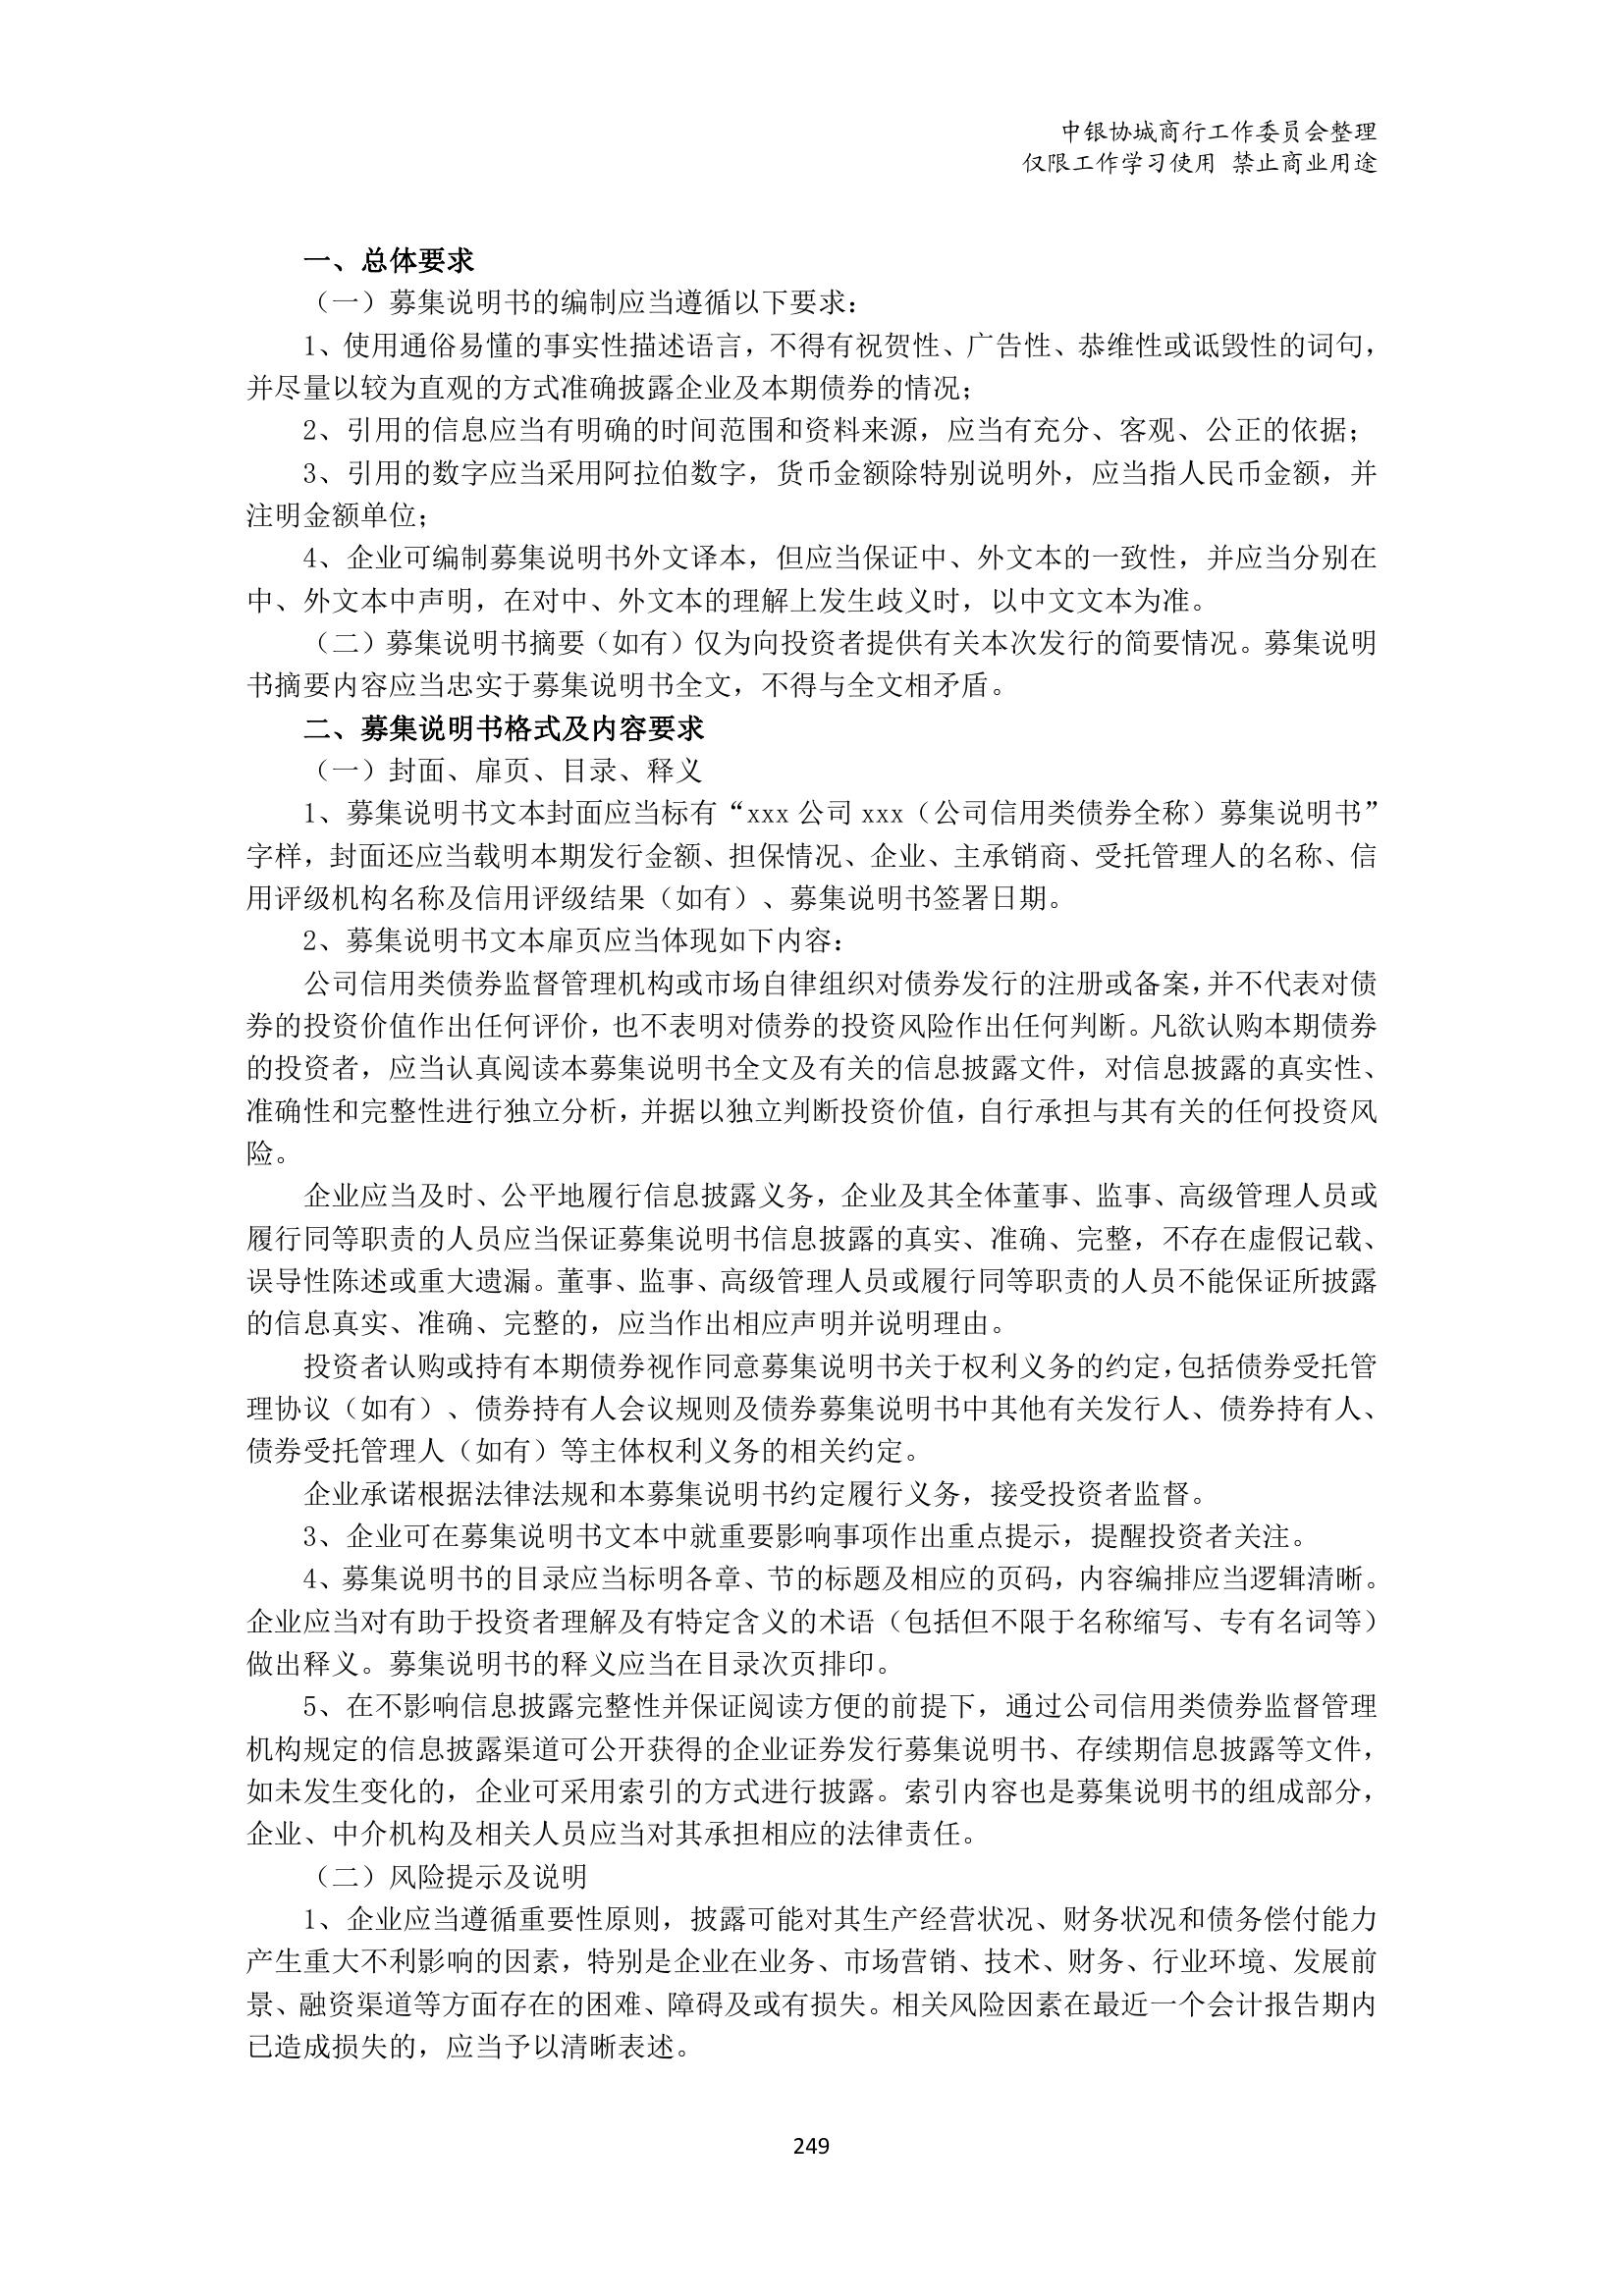 中银协城商行工作委员会整理
仅限工作学习使用 禁止商业用途
一、总体要求
（一）募集说明书的编制应当遵循以下要求：
1、使用通俗易懂的事实性描述语言，不得有祝贺性、广告性、恭维性或诋毁性的词句，
并尽量以较为直观的方式准确披露企业及本期债券的情况；
2、引用的信息应当有明确的时间范围和资料来源，应当有充分、客观、公正的依据；
3、引用的数字应当采用阿拉伯数字，货币金额除特别说明外，应当指人民币金额，并
注明金额单位；
4、企业可编制募集说明书外文译本，但应当保证中、外文本的一致性，并应当分别在
中、外文本中声明，在对中、外文本的理解上发生歧义时，以中文文本为准。
（二）募集说明书摘要（如有）仅为向投资者提供有关本次发行的简要情况。募集说明
书摘要内容应当忠实于募集说明书全文，不得与全文相矛盾。
二、募集说明书格式及内容要求
（一）封面、扉页、目录、释义
1、募集说明书文本封面应当标有“xxx 公司 xxx（公司信用类债券全称）募集说明书”
字样，封面还应当载明本期发行金额、担保情况、企业、主承销商、受托管理人的名称、信
用评级机构名称及信用评级结果（如有）、募集说明书签署日期。
2、募集说明书文本扉页应当体现如下内容：
公司信用类债券监督管理机构或市场自律组织对债券发行的注册或备案，并不代表对债
券的投资价值作出任何评价，也不表明对债券的投资风险作出任何判断。凡欲认购本期债券
的投资者，应当认真阅读本募集说明书全文及有关的信息披露文件，对信息披露的真实性、
准确性和完整性进行独立分析，并据以独立判断投资价值，自行承担与其有关的任何投资风
险。
企业应当及时、公平地履行信息披露义务，企业及其全体董事、监事、高级管理人员或
履行同等职责的人员应当保证募集说明书信息披露的真实、准确、完整，不存在虚假记载、
误导性陈述或重大遗漏。董事、监事、高级管理人员或履行同等职责的人员不能保证所披露
的信息真实、准确、完整的，应当作出相应声明并说明理由。
投资者认购或持有本期债券视作同意募集说明书关于权利义务的约定，包括债券受托管
理协议（如有）、债券持有人会议规则及债券募集说明书中其他有关发行人、债券持有人、
债券受托管理人（如有）等主体权利义务的相关约定。
企业承诺根据法律法规和本募集说明书约定履行义务，接受投资者监督。
3、企业可在募集说明书文本中就重要影响事项作出重点提示，提醒投资者关注。
4、募集说明书的目录应当标明各章、节的标题及相应的页码，内容编排应当逻辑清晰。
企业应当对有助于投资者理解及有特定含义的术语（包括但不限于名称缩写、专有名词等）
做出释义。募集说明书的释义应当在目录次页排印。
5、在不影响信息披露完整性并保证阅读方便的前提下，通过公司信用类债券监督管理
机构规定的信息披露渠道可公开获得的企业证券发行募集说明书、存续期信息披露等文件，
如未发生变化的，企业可采用索引的方式进行披露。索引内容也是募集说明书的组成部分，
企业、中介机构及相关人员应当对其承担相应的法律责任。
（二）风险提示及说明
1、企业应当遵循重要性原则，披露可能对其生产经营状况、财务状况和债务偿付能力
产生重大不利影响的因素，特别是企业在业务、市场营销、技术、财务、行业环境、发展前
景、融资渠道等方面存在的困难、障碍及或有损失。相关风险因素在最近一个会计报告期内
已造成损失的，应当予以清晰表述。
249